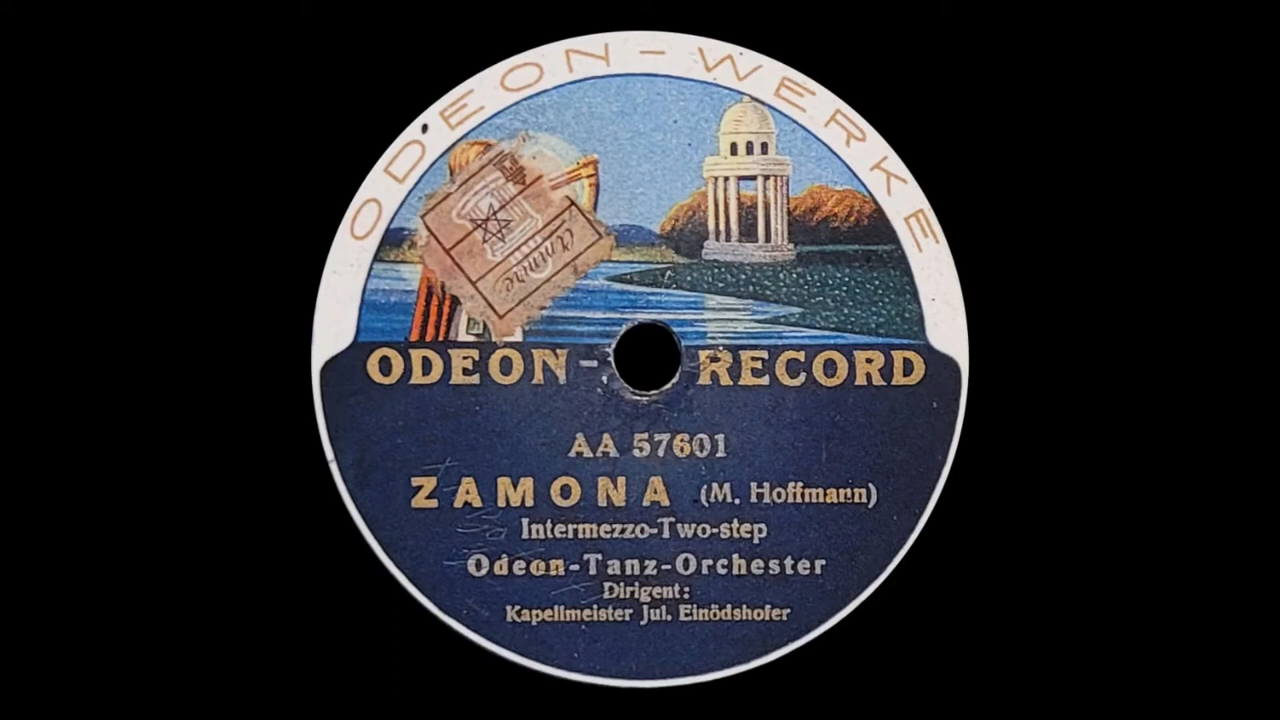 ODEON-WERKE
ODEON- RECORD
AA 57601
ZAMONA (M. Hoffmann)
Intermezzo-Two-step
Odeon-Tanz-Orchester
Dirigent:
Kapellmeister Jul. Einödshofer